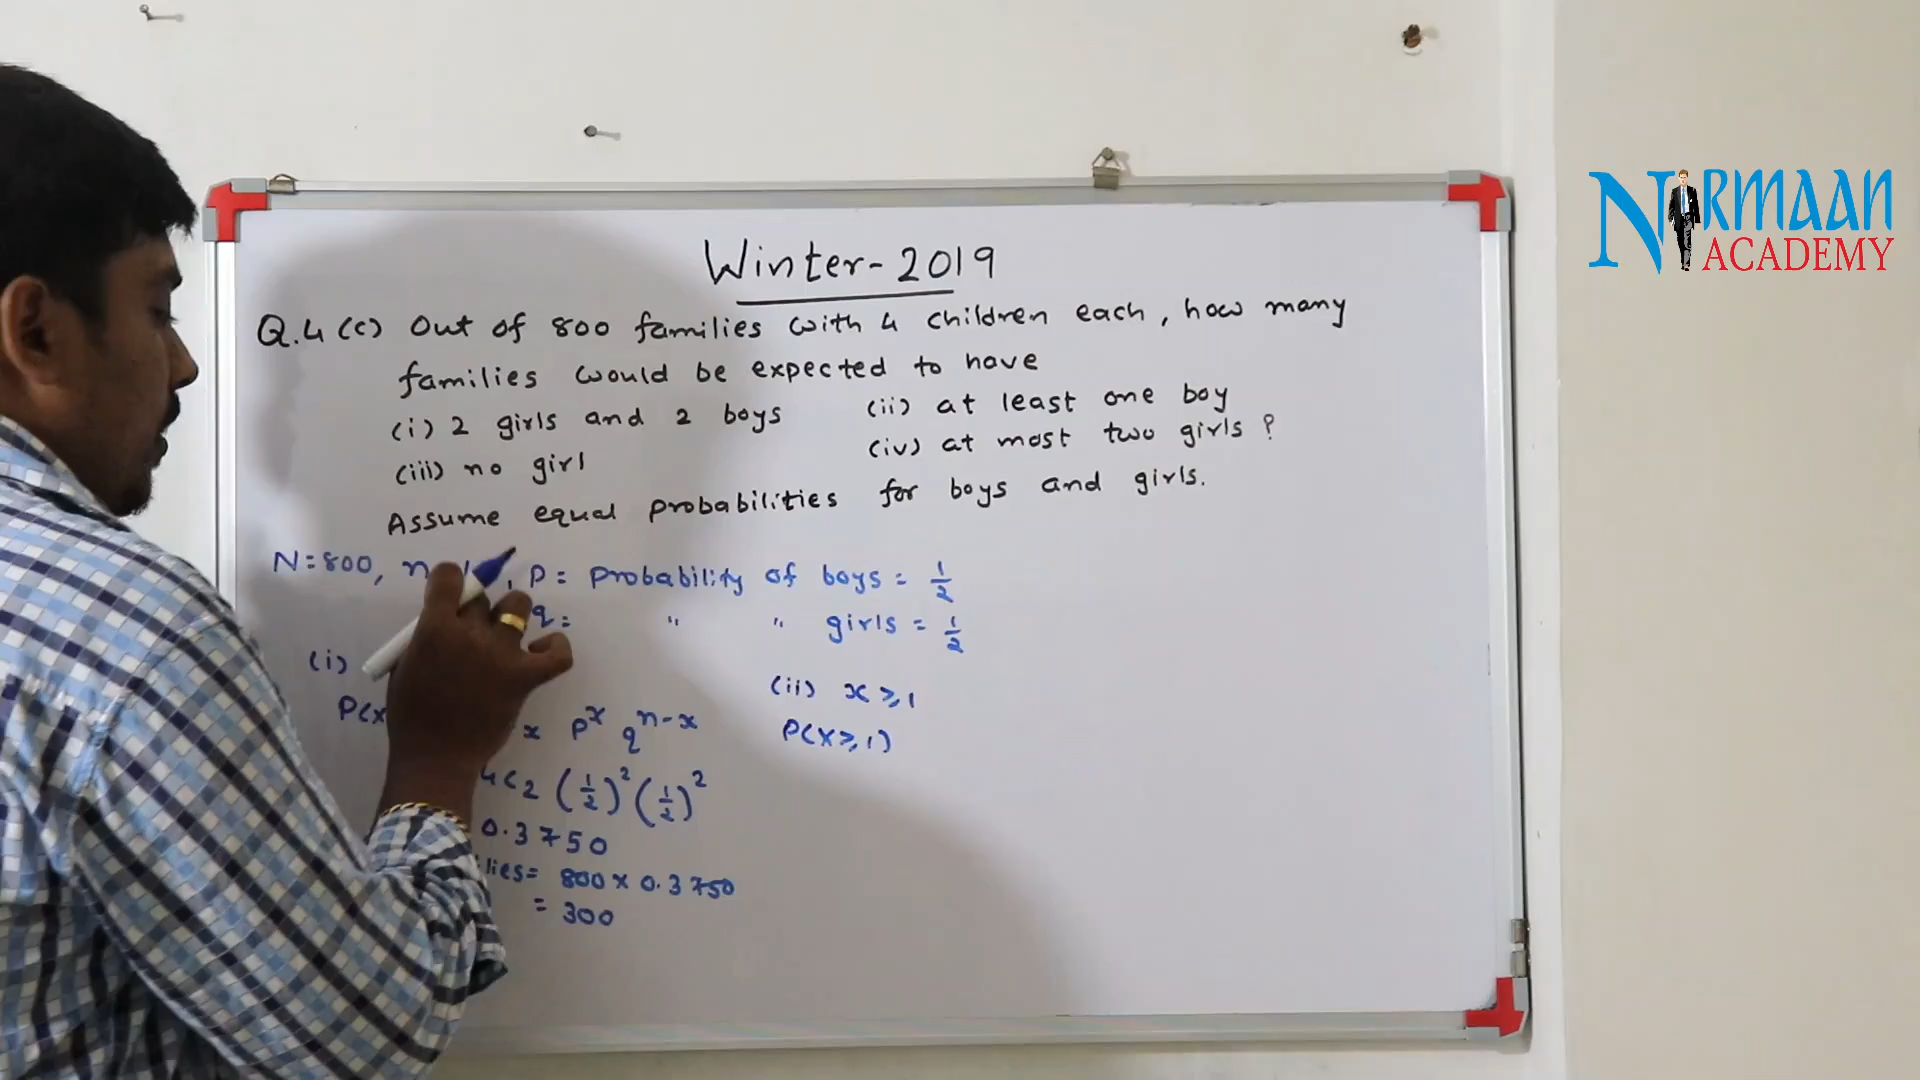 NIRMAAN
ACADEMY
Winter-2019
Q.4 (c) Out of 800 families with 4 children each, how many
families would be expected to have
(i) 2 girls and 2 boys (ii) at least one boy
(iii) no girl (iv) at most two girls ?
Assume equal probabilities for boys and girls.
N=800, n , p = probability of boys = 1/2
q = " " girls = 1/2
(i)
(ii) x ≥ 1
P(X x p^x q^n-x
P(X ≥ 1)
4C2 (1/2)^2 (1/2)^2
0.3750
lies = 800 x 0.3750
= 300